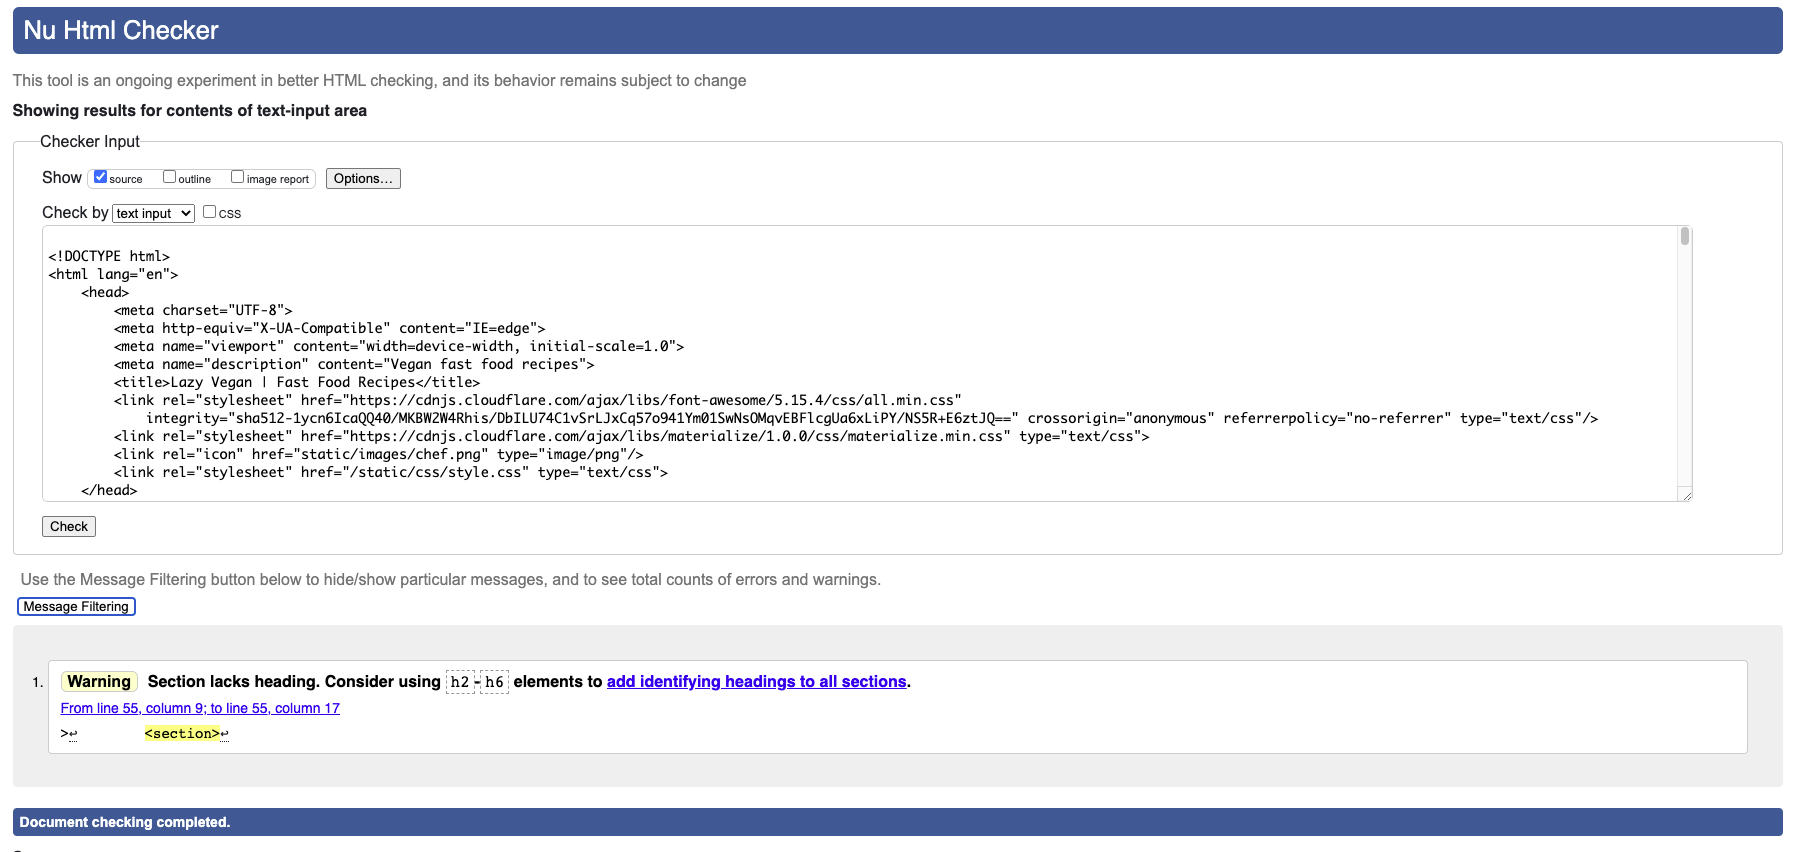 Nu Html Checker
This tool is an ongoing experiment in better HTML checking, and its behavior remains subject to change
Showing results for contents of text-input area
Checker Input
Show source outline image report Options...
Check by text input css
<!DOCTYPE html>
<html lang="en">
<head>
<meta charset="UTF-8">
<meta http-equiv="X-UA-Compatible" content="IE=edge">
<meta name="viewport" content="width=device-width, initial-scale=1.0">
<meta name="description" content="Vegan fast food recipes">
<title>Lazy Vegan | Fast Food Recipes</title>
<link rel="stylesheet" href="https://cdnjs.cloudflare.com/ajax/libs/font-awesome/5.15.4/css/all.min.css"
integrity="sha512-1ycn6IcaQQ40/MKBW2W4Rhis/DbILU74C1vSrLJxCq57o941Ym01SwNsOMqvEBFlcgUa6xLiPY/NS5R+E6ztJQ==" crossorigin="anonymous" referrerpolicy="no-referrer" type="text/css"/>
<link rel="stylesheet" href="https://cdnjs.cloudflare.com/ajax/libs/materialize/1.0.0/css/materialize.min.css" type="text/css">
<link rel="icon" href="static/images/chef.png" type="image/png"/>
<link rel="stylesheet" href="/static/css/style.css" type="text/css">
</head>
Check
Use the Message Filtering button below to hide/show particular messages, and to see total counts of errors and warnings.
Message Filtering
1. Warning Section lacks heading. Consider using h2-h6 elements to add identifying headings to all sections.
From line 55, column 9; to line 55, column 17
>↩ <section>↩
Document checking completed.